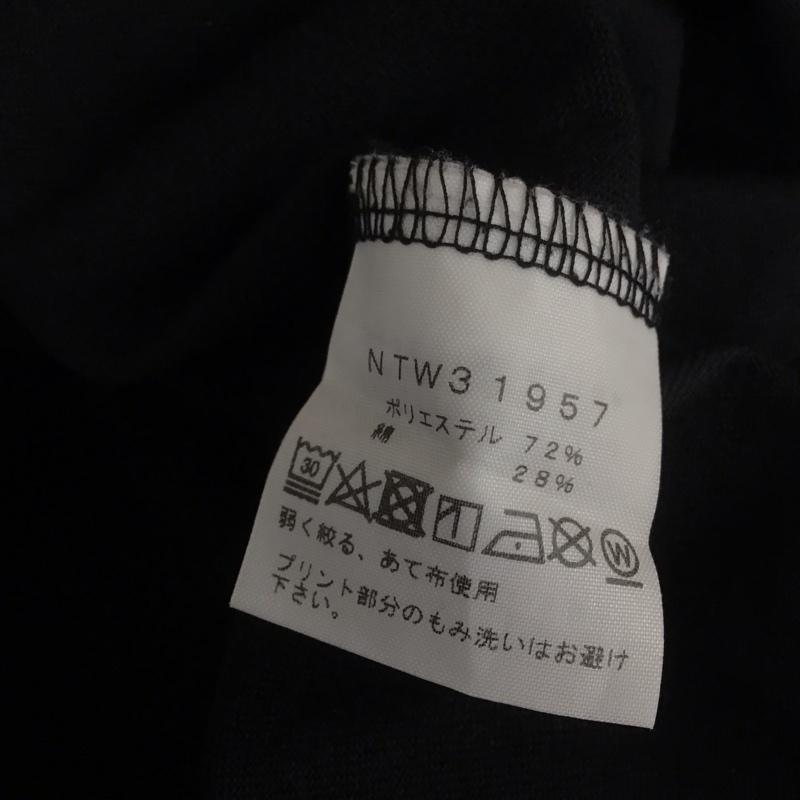 NTW31957
ポリエステル 72%
綿 28%
30
W
弱く絞る、あて布使用
プリント部分のもみ洗いはお避け
下さい。